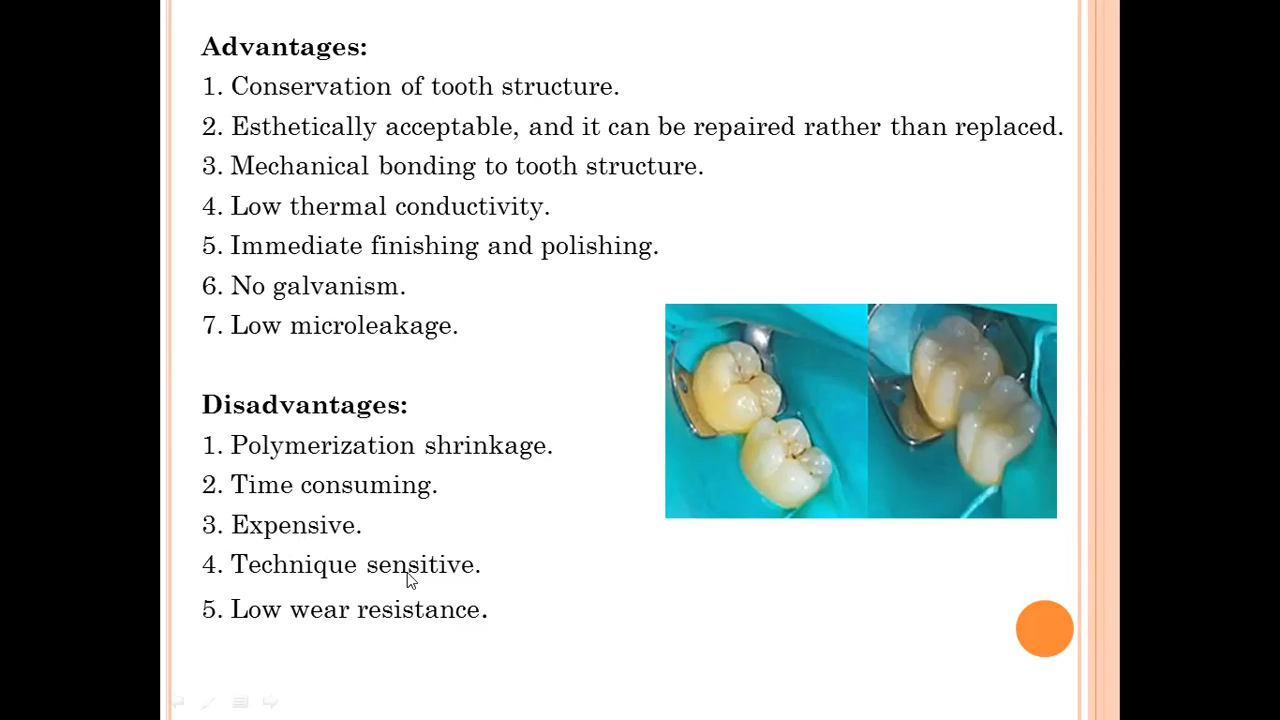 Advantages:
1. Conservation of tooth structure.
2. Esthetically acceptable, and it can be repaired rather than replaced.
3. Mechanical bonding to tooth structure.
4. Low thermal conductivity.
5. Immediate finishing and polishing.
6. No galvanism.
7. Low microleakage.
Disadvantages:
1. Polymerization shrinkage.
2. Time consuming.
3. Expensive.
4. Technique sensitive.
5. Low wear resistance.